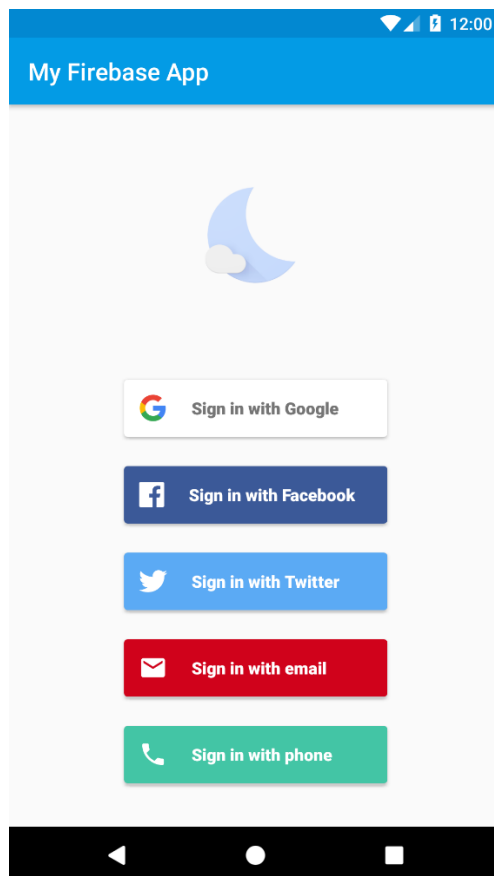 12:00
My Firebase App
Sign in with Google
Sign in with Facebook
Sign in with Twitter
Sign in with email
Sign in with phone